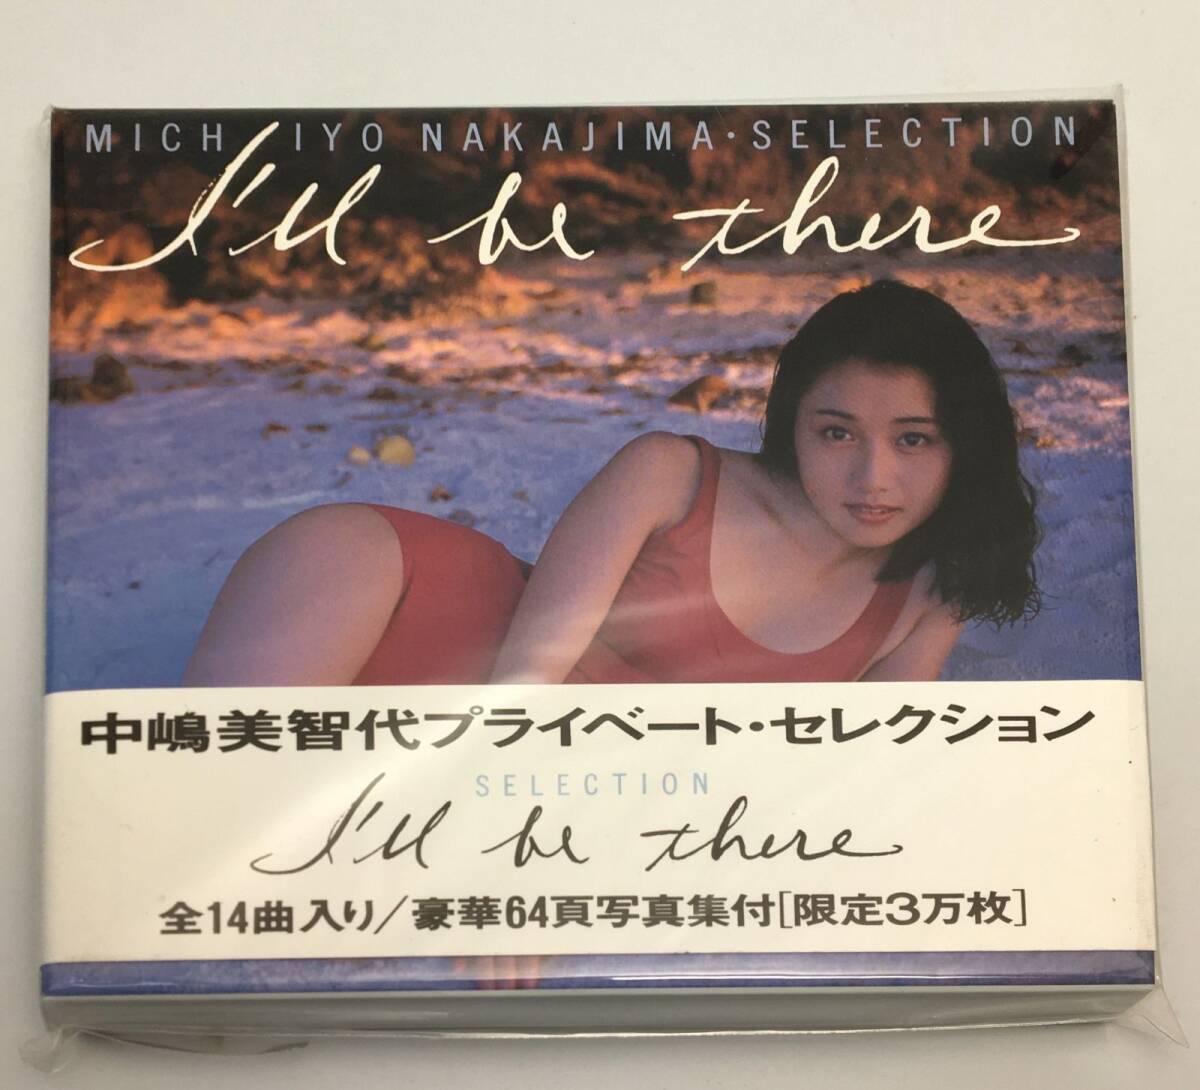 MICHIYO NAKAJIMA・SELECTION
I'll be there
中嶋美智代プライベート・セレクション
SELECTION
I'll be there
全14曲入り/豪華64頁写真集付[限定3万枚]